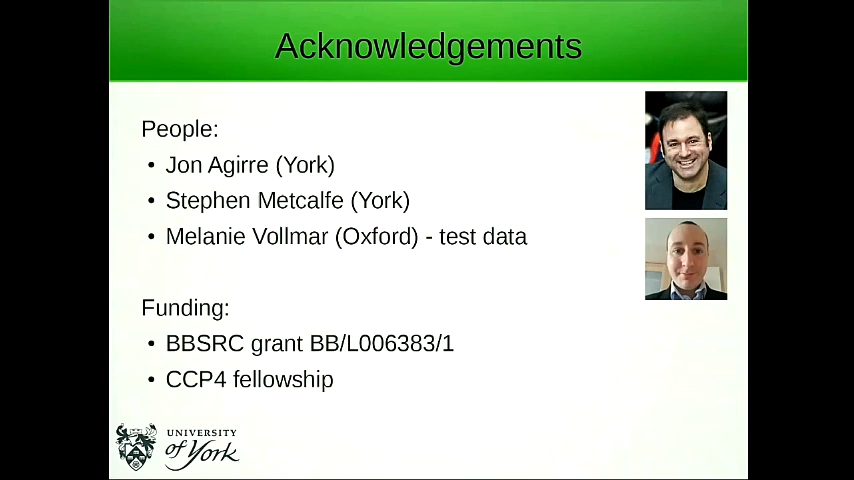 Acknowledgements
People:
• Jon Agirre (York)
• Stephen Metcalfe (York)
• Melanie Vollmar (Oxford) - test data
Funding:
• BBSRC grant BB/L006383/1
• CCP4 fellowship
UNIVERSITY
of York